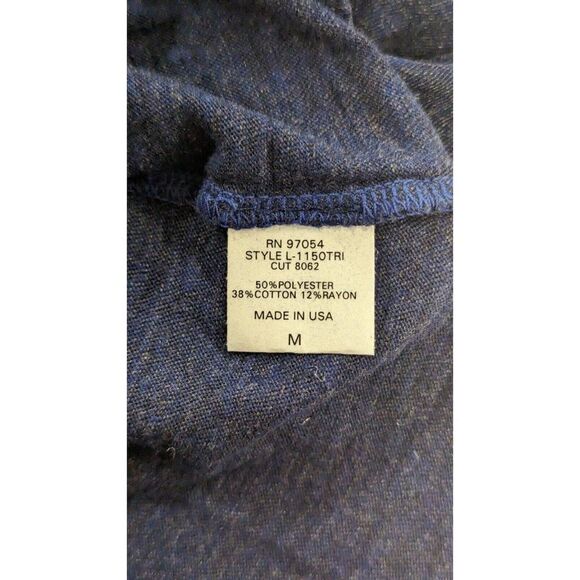 RN 97054
STYLE L-1150TRI
CUT 8062
50%POLYESTER
38%COTTON 12%RAYON
MADE IN USA
M